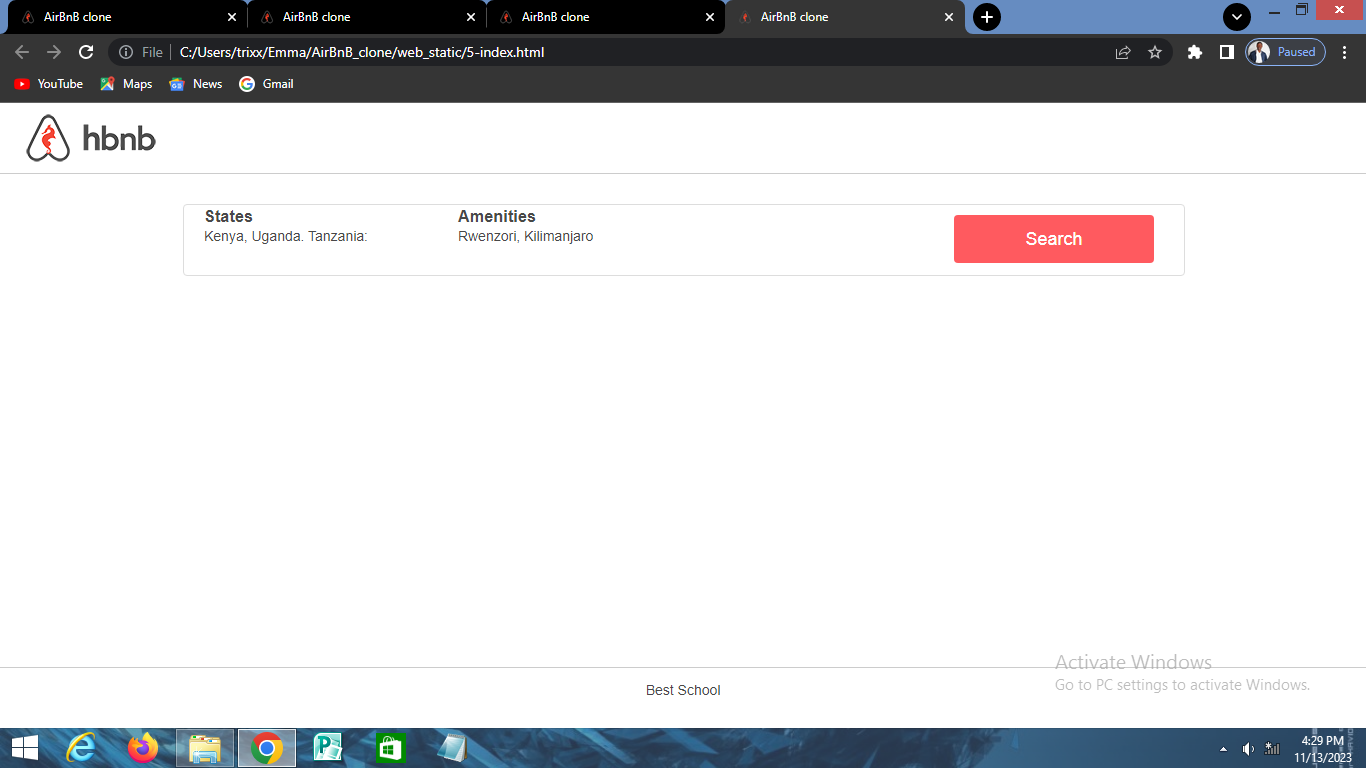 AirBnB clone
AirBnB clone
AirBnB clone
AirBnB clone
File C:/Users/trixx/Emma/AirBnB_clone/web_static/5-index.html
Paused
YouTube Maps News Gmail
hbnb
States
Kenya, Uganda. Tanzania:
Amenities
Rwenzori, Kilimanjaro
Search
Activate Windows
Go to PC settings to activate Windows.
Best School
4:29 PM
11/13/2023